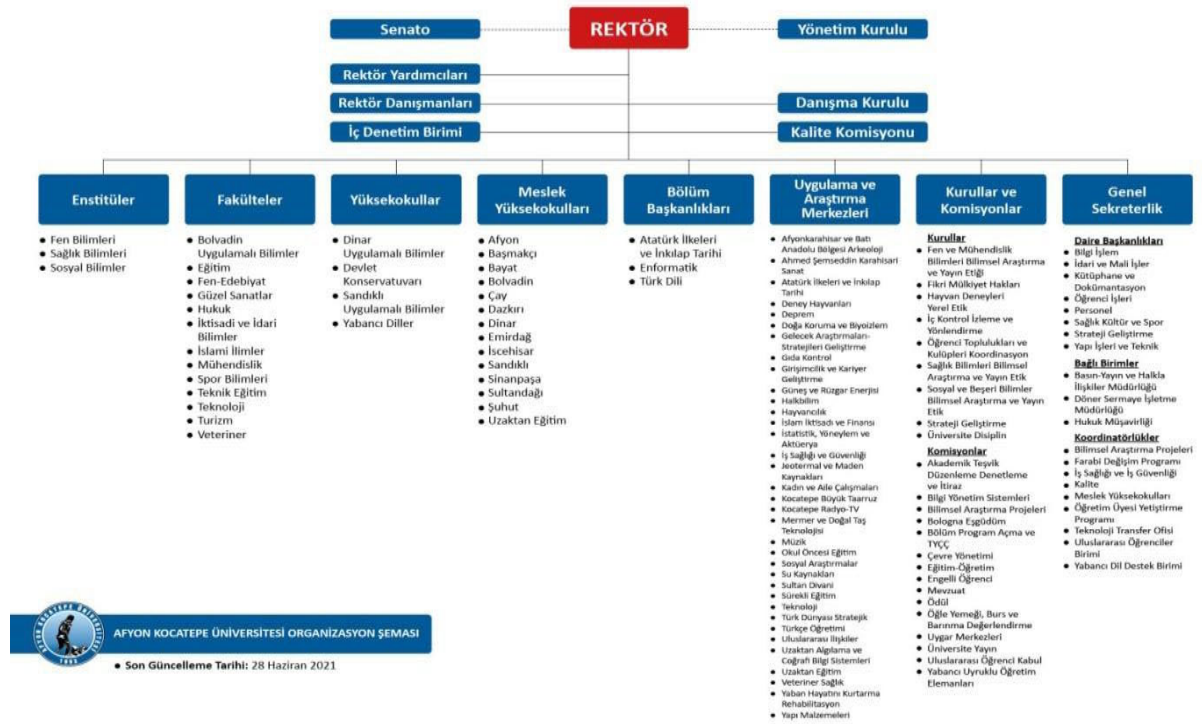 Senato
REKTÖR
Yönetim Kurulu
Rektör Yardımcıları
Rektör Danışmanları
Danışma Kurulu
İç Denetim Birimi
Kalite Komisyonu
Enstitüler
• Fen Bilimleri
• Sağlık Bilimleri
• Sosyal Bilimler
Fakülteler
• Bolvadin
Uygulamalı Bilimler
• Eğitim
• Fen-Edebiyat
• Güzel Sanatlar
• Hukuk
• İktisadi ve İdari
Bilimler
• İslami İlimler
• Mühendislik
• Spor Bilimleri
• Teknik Eğitim
• Teknoloji
• Turizm
• Veteriner
Yüksekokullar
• Dinar
Uygulamalı Bilimler
• Devlet
Konservatuvarı
• Sandıklı
Uygulamalı Bilimler
• Yabancı Diller
Meslek
Yüksekokulları
• Afyon
• Başmakçı
• Bayat
• Bolvadin
• Çay
• Dazkırı
• Dinar
• Emirdağ
• İscehisar
• Sandıklı
• Sinanpaşa
• Sultandağı
• Şuhut
• Uzaktan Eğitim
Bölüm
Başkanlıkları
• Atatürk İlkeleri
ve İnkılap Tarihi
• Enformatik
• Türk Dili
Uygulama ve
Araştırma
Merkezleri
• Afyonkarahisar ve Batı
Anadolu Bölgesi Arkeoloji
• Ahmed Şemseddin Karahisari
Sanat
• Atatürk İlkeleri ve İnkılap
Tarihi
• Deney Hayvanları
• Deprem
• Doğa Koruma ve Biyoizlem
• Gelecek Araştırmaları-
Stratejileri Geliştirme
• Gıda Kontrol
• Girişimcilik ve Kariyer
Geliştirme
• Güneş ve Rüzgar Enerjisi
• Halkbilim
• Hayvancılık
• İslam İktisadı ve Finansı
• İstatistik, Yöneylem ve
Aktüerya
• İş Sağlığı ve Güvenliği
• Jeotermal ve Maden
Kaynakları
• Kadın ve Aile Çalışmaları
• Kocatepe Büyük Taarruz
• Kocatepe Radyo-TV
• Mermer ve Doğal Taş
Teknolojisi
• Müzik
• Okul Öncesi Eğitim
• Sosyal Araştırmalar
• Su Kaynakları
• Sultan Divani
• Sürekli Eğitim
• Teknoloji
• Türk Dünyası Stratejik
• Türkçe Öğretimi
• Uluslararası İlişkiler
• Uzaktan Algılama ve
Coğrafi Bilgi Sistemleri
• Uzaktan Eğitim
• Veteriner Sağlık
• Yaban Hayatını Kurtarma
Rehabilitasyon
• Yapı Malzemeleri
Kurullar ve
Komisyonlar
Kurullar
• Fen ve Mühendislik
Bilimleri Bilimsel Araştırma
ve Yayın Etiği
• Fikri Mülkiyet Hakları
• Hayvan Deneyleri
Yerel Etik
• İç Kontrol İzleme ve
Yönlendirme
• Öğrenci Toplulukları ve
Kulüpleri Koordinasyon
• Sağlık Bilimleri Bilimsel
Araştırma ve Yayın Etik
• Sosyal ve Beşeri Bilimler
Bilimsel Araştırma ve Yayın
Etik
• Strateji Geliştirme
• Üniversite Disiplin
Komisyonlar
• Akademik Teşvik
Düzenleme Denetleme
ve İtiraz
• Bilgi Yönetim Sistemleri
• Bilimsel Araştırma Projeleri
• Bologna Eşgüdüm
• Bölüm Program Açma ve
TYÇÇ
• Çevre Yönetimi
• Eğitim-Öğretim
• Engelli Öğrenci
• Mevzuat
• Ödül
• Öğle Yemeği, Burs ve
Barınma Değerlendirme
• Uygar Merkezleri
• Üniversite Yayın
• Uluslararası Öğrenci Kabul
• Yabancı Uyruklu Öğretim
Elemanları
Genel
Sekreterlik
Daire Başkanlıkları
• Bilgi İşlem
• İdari ve Mali İşler
• Kütüphane ve
Dokümantasyon
• Öğrenci İşleri
• Personel
• Sağlık Kültür ve Spor
• Strateji Geliştirme
• Yapı İşleri ve Teknik
Bağlı Birimler
• Basın-Yayın ve Halkla
İlişkiler Müdürlüğü
• Döner Sermaye İşletme
Müdürlüğü
• Hukuk Müşavirliği
Koordinatörlükler
• Bilimsel Araştırma Projeleri
• Farabi Değişim Programı
• İş Sağlığı ve İş Güvenliği
• Kalite
• Meslek Yüksekokulları
• Öğretim Üyesi Yetiştirme
Programı
• Teknoloji Transfer Ofisi
• Uluslararası Öğrenciler
Birimi
• Yabancı Dil Destek Birimi
AFYON KOCATEPE ÜNİVERSİTESİ
1992
AFYON KOCATEPE ÜNİVERSİTESİ ORGANİZASYON ŞEMASI
• Son Güncelleme Tarihi: 28 Haziran 2021